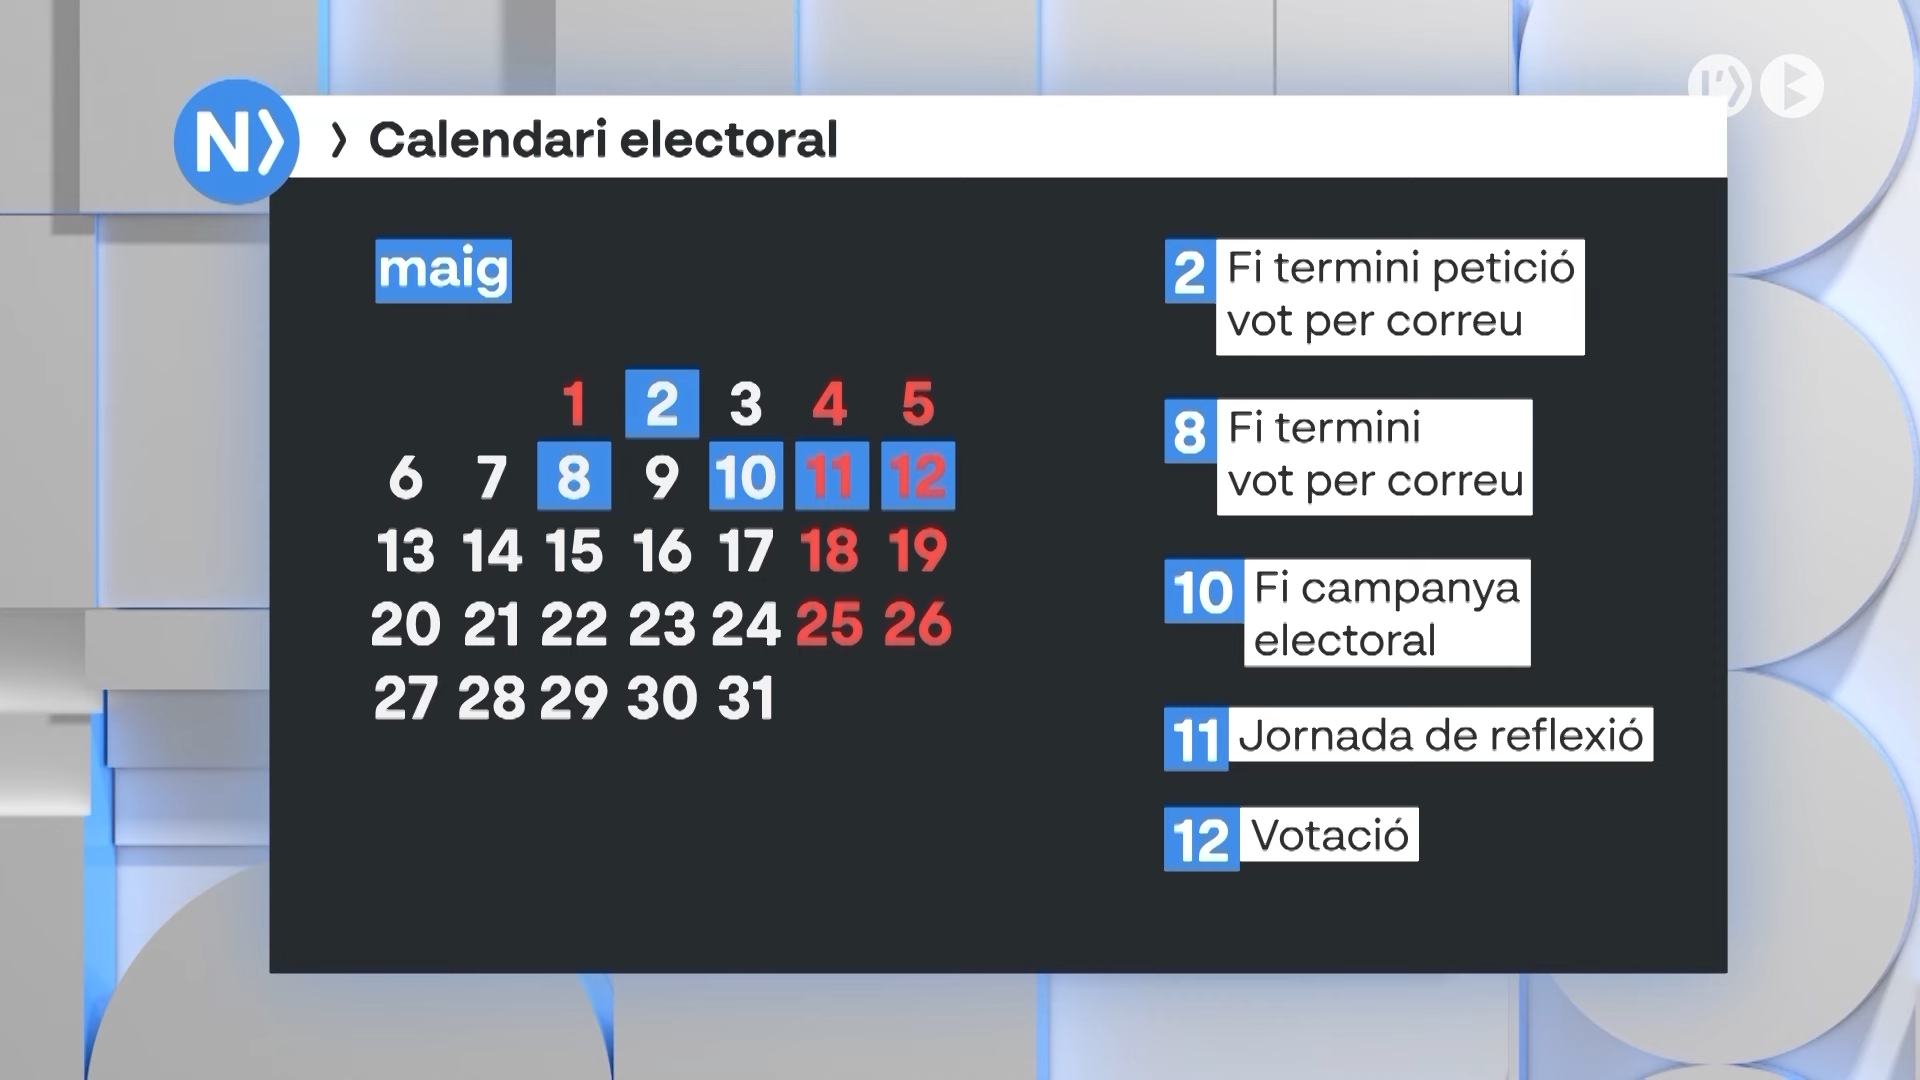 N
Calendari electoral
maig
1 2 3 4 5
6 7 8 9 10 11 12
13 14 15 16 17 18 19
20 21 22 23 24 25 26
27 28 29 30 31
2 Fi termini petició
vot per correu
8 Fi termini
vot per correu
10 Fi campanya
electoral
11 Jornada de reflexió
12 Votació